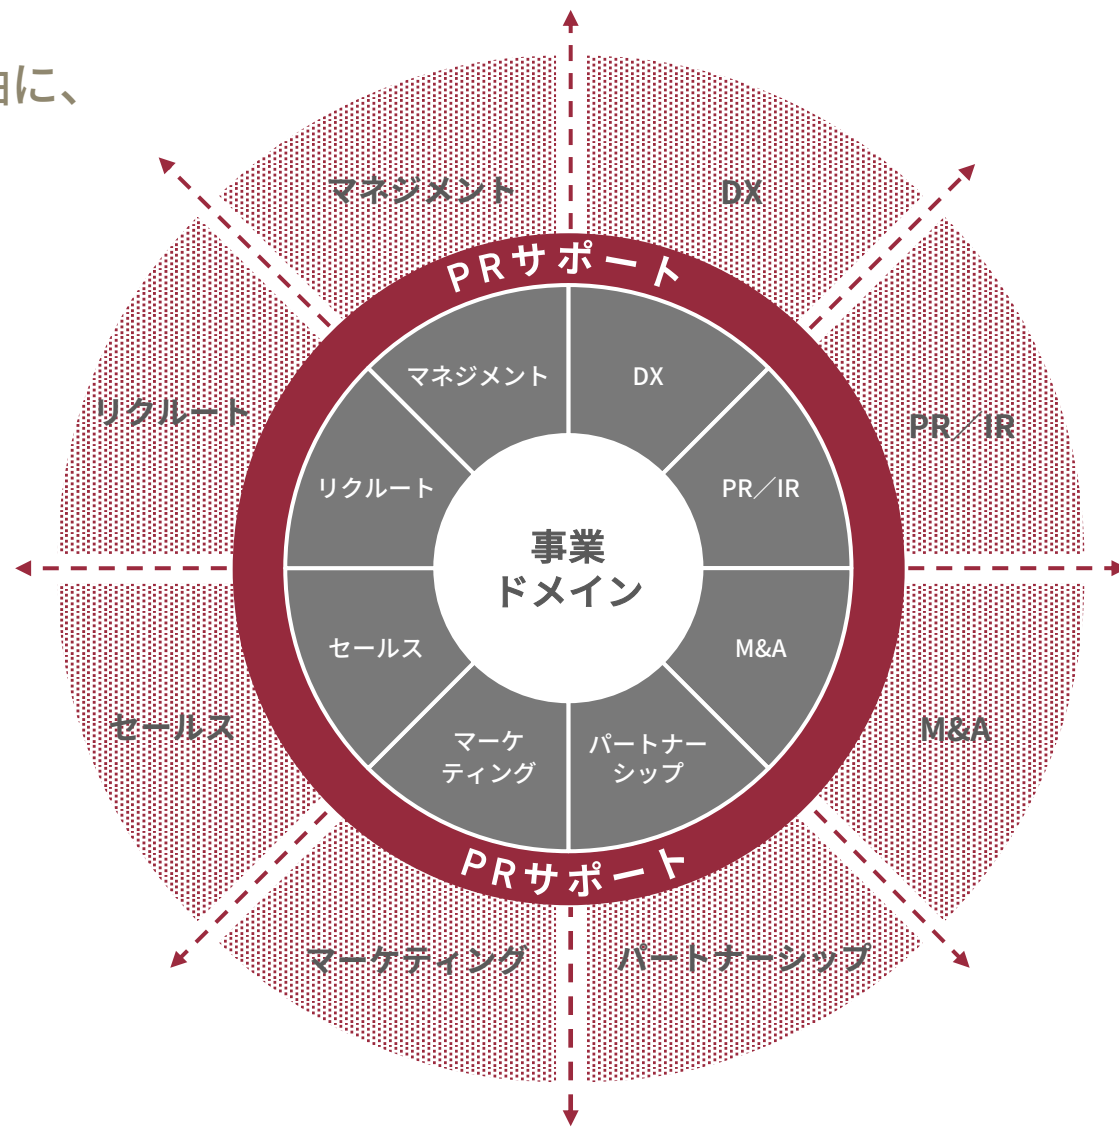 に、
マネジメント
DX
PRサポート
マネジメント
DX
リクルート
PR／IR
リクルート
PR／IR
事業
ドメイン
セールス
M&A
セールス
M&A
マーケ
ティング
パートナー
シップ
PRサポート
マーケティング
パートナーシップ